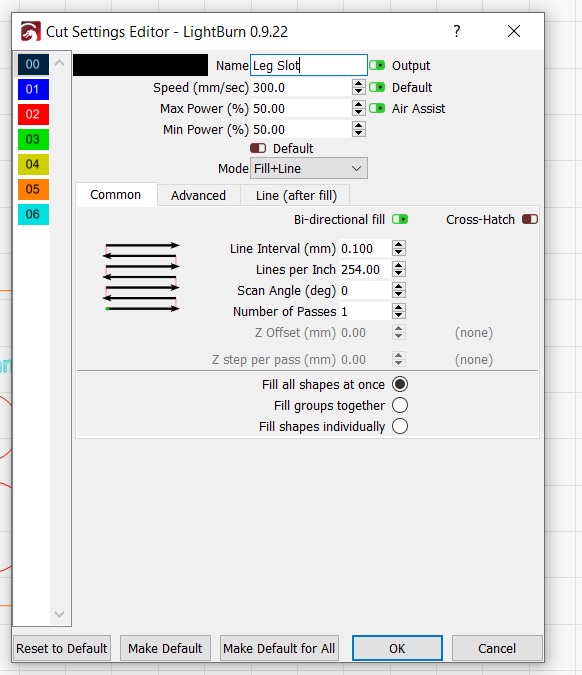 Cut Settings Editor - LightBurn 0.9.22 ?
00 Name Leg Slot Output
01 Speed (mm/sec) 300.0 Default
02 Max Power (%) 50.00 Air Assist
03 Min Power (%) 50.00
Default
04 Mode Fill+Line
05 Common Advanced Line (after fill)
06 Bi-directional fill Cross-Hatch
Line Interval (mm) 0.100
Lines per Inch 254.00
Scan Angle (deg) 0
Number of Passes 1
Z Offset (mm) 0.00 (none)
Z step per pass (mm) 0.00 (none)
Fill all shapes at once
Fill groups together
Fill shapes individually
Reset to Default Make Default Make Default for All OK Cancel